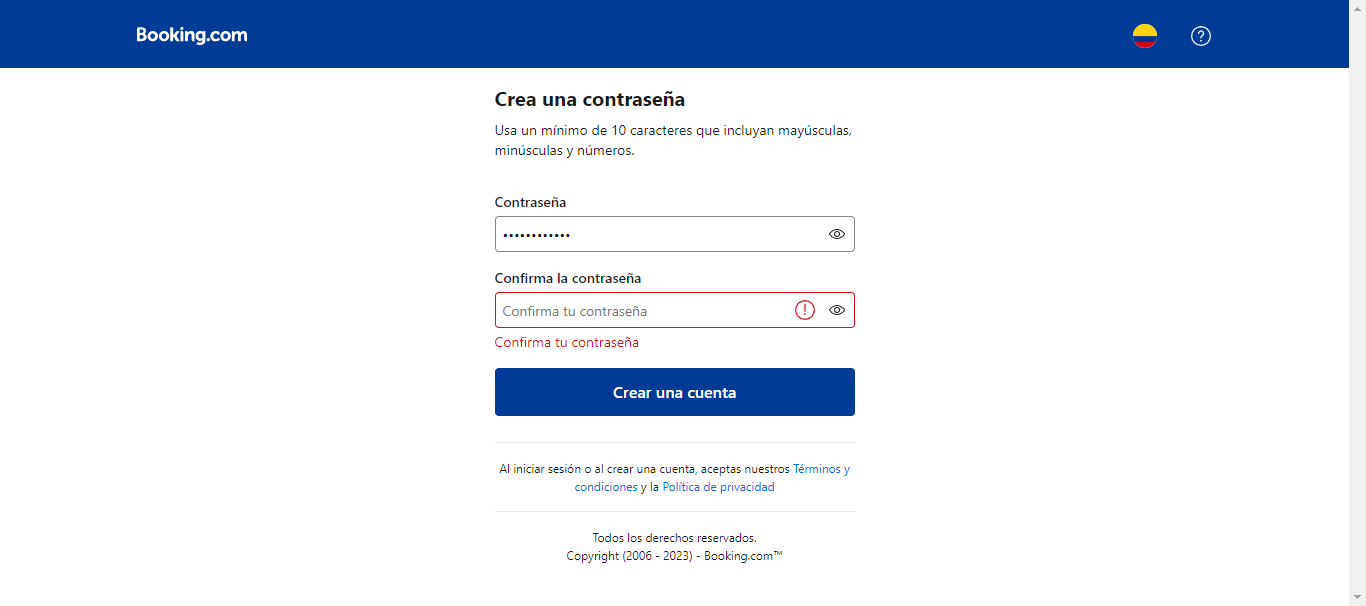 Booking.com
Crea una contraseña
Usa un mínimo de 10 caracteres que incluyan mayúsculas,
minúsculas y números.
Contraseña
••••••••••••
Confirma la contraseña
Confirma tu contraseña
Confirma tu contraseña
Crear una cuenta
Al iniciar sesión o al crear una cuenta, aceptas nuestros Términos y
condiciones y la Política de privacidad
Todos los derechos reservados.
Copyright (2006 - 2023) - Booking.com™